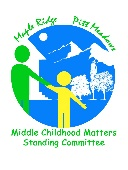 Maple Ridge Pitt Meadows
Middle Childhood Matters
Standing Committee